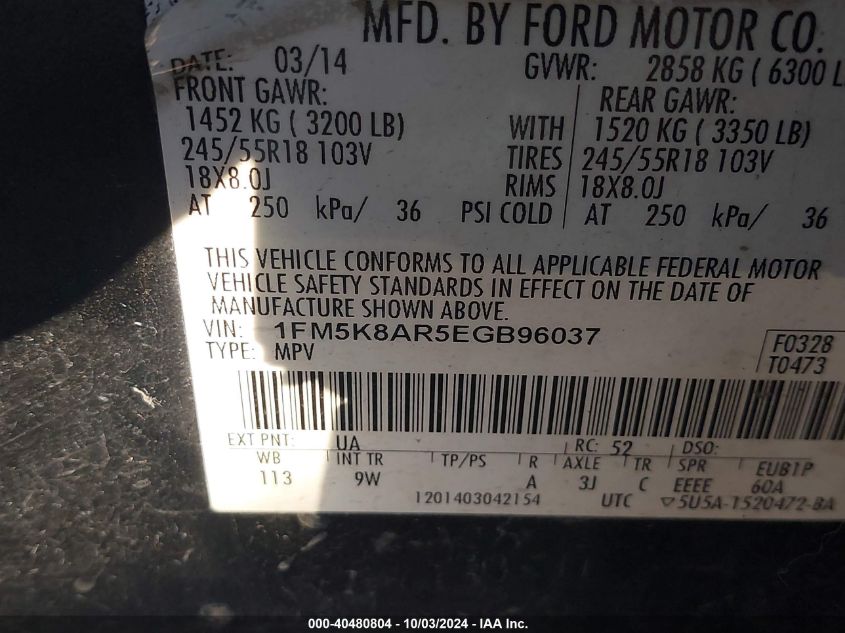 MFD. BY FORD MOTOR CO.
DATE: 03/14 GVWR: 2858 KG ( 6300 L
FRONT GAWR: REAR GAWR:
1452 KG ( 3200 LB) WITH 1520 KG ( 3350 LB)
245/55R18 103V TIRES 245/55R18 103V
18X8.0J RIMS 18X8.0J
AT 250 kPa/ 36 PSI COLD AT 250 kPa/ 36
THIS VEHICLE CONFORMS TO ALL APPLICABLE FEDERAL MOTOR
VEHICLE SAFETY STANDARDS IN EFFECT ON THE DATE OF
MANUFACTURE SHOWN ABOVE.
VIN: 1FM5K8AR5EGB96037
TYPE: MPV F0328
T0473
EXT PNT: UA RC: 52 DSO:
WB INT TR TP/PS R AXLE TR SPR EUB1P
113 9W A 3J C EEEE 60A
1201403042154 UTC ▽5U5A-1520472-BA
000-40480804 - 10/03/2024 - IAA Inc.